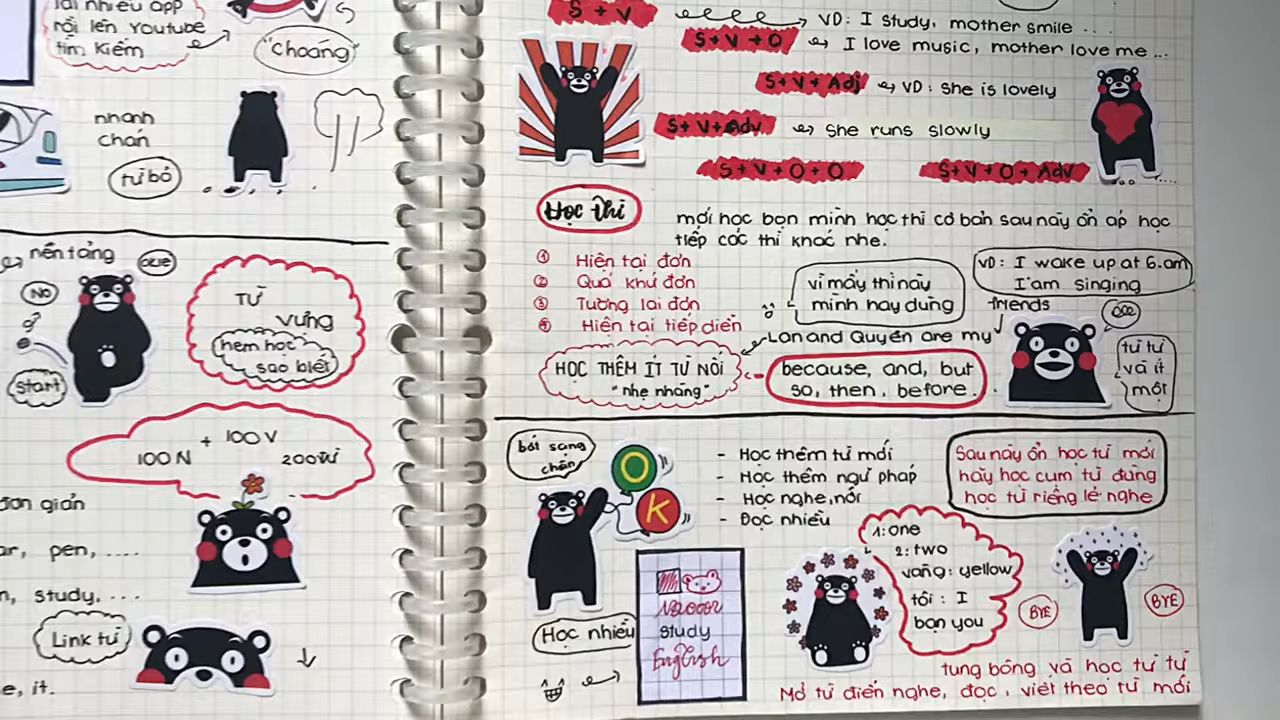 tải nhiều app
rồi lên Youtube
tìm kiếm
"choáng"
nhanh
chán
từ bỏ
nền tảng
OKIE
NO
Start
TỪ
VỰNG
hem học
sao biết
100 N + 100 V
200 từ
đơn giản
pen, ....
study, ...
Link từ
it.
S + V
VD: I study, mother smile ...
S + V + O
I love music, mother love me ...
S + V + Adj
VD: She is lovely
S + V + Adv
She runs slowly
S + V + O + O
S + V + O + Adv
Học thì
mới học bọn mình học thì cơ bản sau này ổn áp học
tiếp các thì khác nhe.
① Hiện tại đơn
② Quá khứ đơn
③ Tương lai đơn
④ Hiện tại tiếp diễn
vì mấy thì này
mình hay dùng
VD: I wake up at 6.am
I'am singing
friends
Lan and Quyên are my
HỌC THÊM ÍT TỪ NỐI
"nhẹ nhàng"
because, and, but
so, then, before.
từ từ
và ít
một
bớt sang
chấn
O
K
- Học thêm từ mới
- Học thêm ngữ pháp
- Học nghe, nói
- Đọc nhiều
Sau này ổn học từ mới
hãy học cụm từ đừng
học từ riêng lẻ nghe
1: one
2: two
vàng: yellow
tôi: I
bạn you
BYE
BYE
Học nhiều
study
English
tung bông và học từ từ
Mở từ điển nghe, đọc, viết theo từ mới